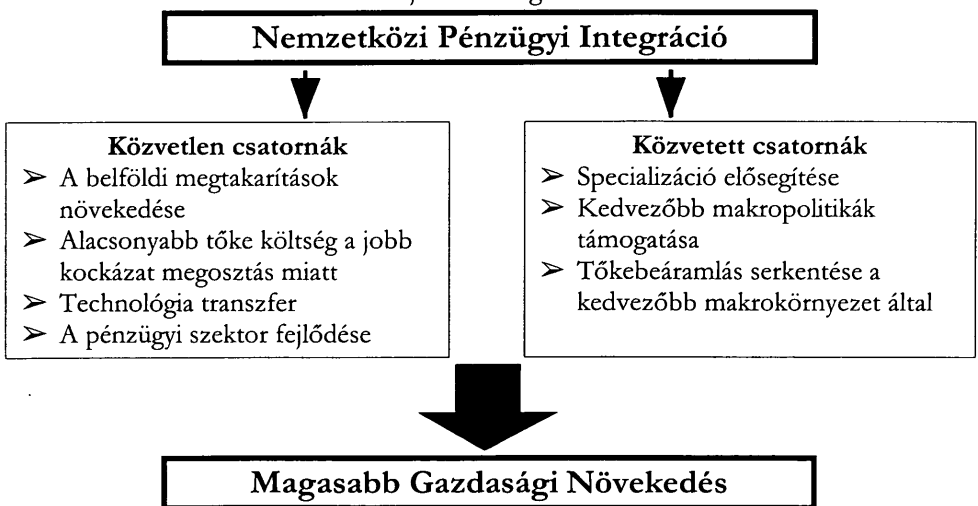 Nemzetközi Pénzügyi Integráció
Közvetlen csatornák
➢ A belföldi megtakarítások
növekedése
➢ Alacsonyabb tőke költség a jobb
kockázat megosztás miatt
➢ Technológia transzfer
➢ A pénzügyi szektor fejlődése
Közvetett csatornák
➢ Specializáció elősegítése
➢ Kedvezőbb makropolitikák
támogatása
➢ Tőkebeáramlás serkentése a
kedvezőbb makrokörnyezet által
Magasabb Gazdasági Növekedés